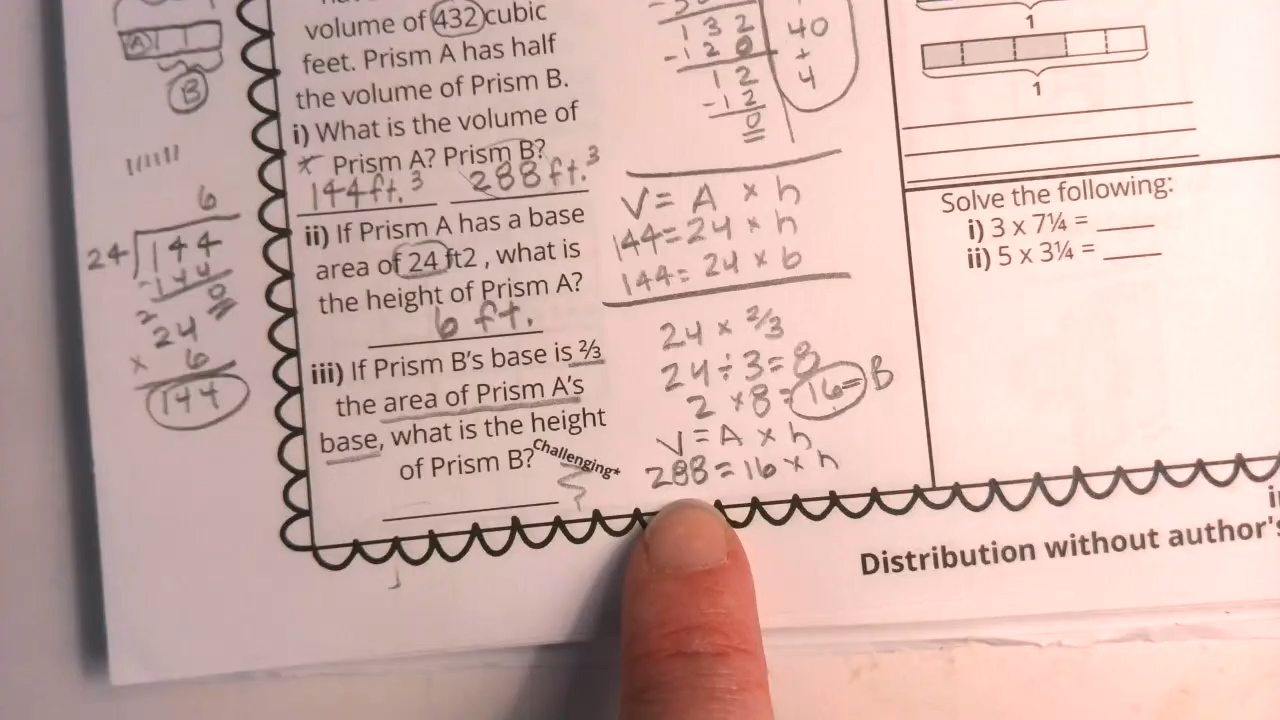 A
B
24 144
6
-144
0
2
24
x 6
144
volume of 432 cubic
feet. Prism A has half
the volume of Prism B.
i) What is the volume of
* Prism A? Prism B?
144ft.³ 288ft.³
ii) If Prism A has a base
area of 24 ft2 , what is
the height of Prism A?
6 ft.
iii) If Prism B's base is ⅔
the area of Prism A's
base, what is the height
of Prism B? Challenging*
132
-120
12
-12
0
40
+
4
V = A x h
144 = 24 x h
144 = 24 x 6
24 x 2/3
24 ÷ 3 = 8
2 x 8 = 16 = B
V = A x h
288 = 16 x h
1
1
Solve the following:
i) 3 x 7¼ = ____
ii) 5 x 3¼ = ____
Distribution without author's